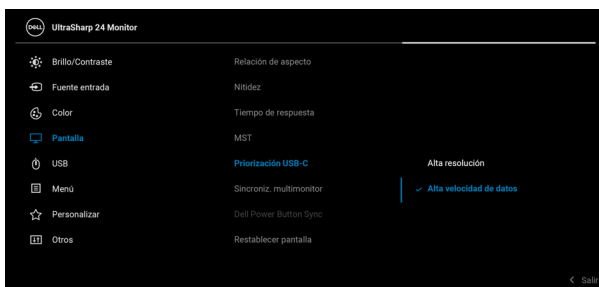 DELL UltraSharp 24 Monitor
Brillo/Contraste
Fuente entrada
Color
Pantalla
USB
Menú
Personalizar
Otros
Relación de aspecto
Nitidez
Tiempo de respuesta
MST
Priorización USB-C
Sincroniz. multimonitor
Dell Power Button Sync
Restablecer pantalla
Alta resolución
Alta velocidad de datos
Salir